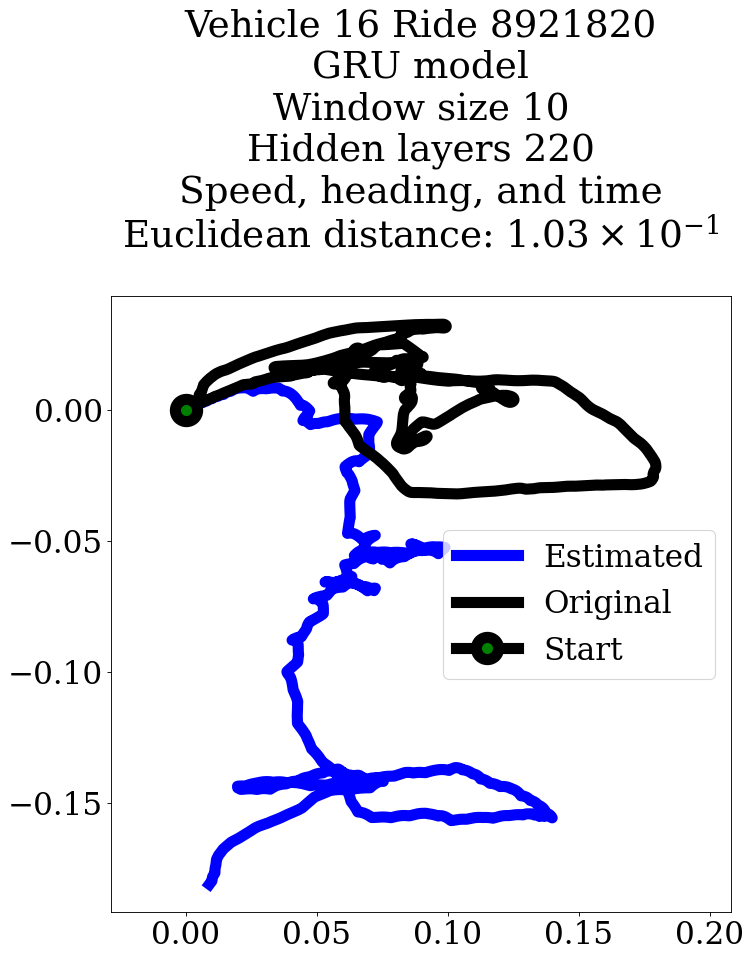 Vehicle 16 Ride 8921820
GRU model
Window size 10
Hidden layers 220
Speed, heading, and time
Euclidean distance: 1.03 × 10⁻¹
0.00
−0.05
−0.10
−0.15
Estimated
Original
Start
0.00 0.05 0.10 0.15 0.20